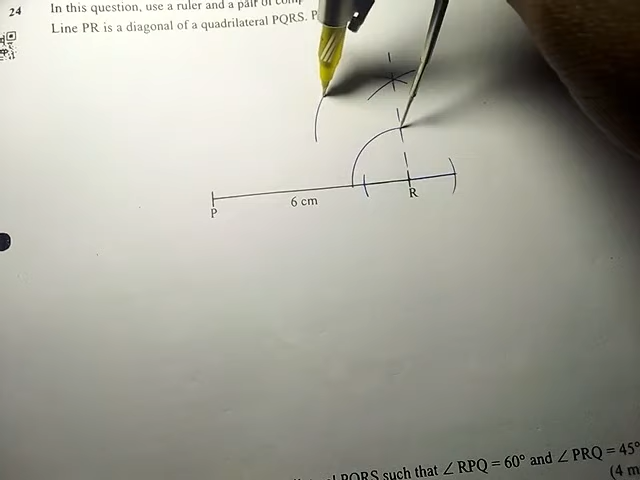 24 In this question, use a ruler and a pair of
Line PR is a diagonal of a quadrilateral PQRS.
P
6 cm
R
PQRS such that ∠RPQ = 60° and ∠PRQ = 45°
(4